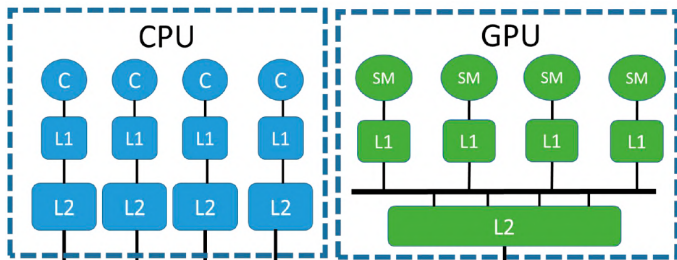 CPU
C C C C
L1 L1 L1 L1
L2 L2 L2 L2
GPU
SM SM SM SM
L1 L1 L1 L1
L2